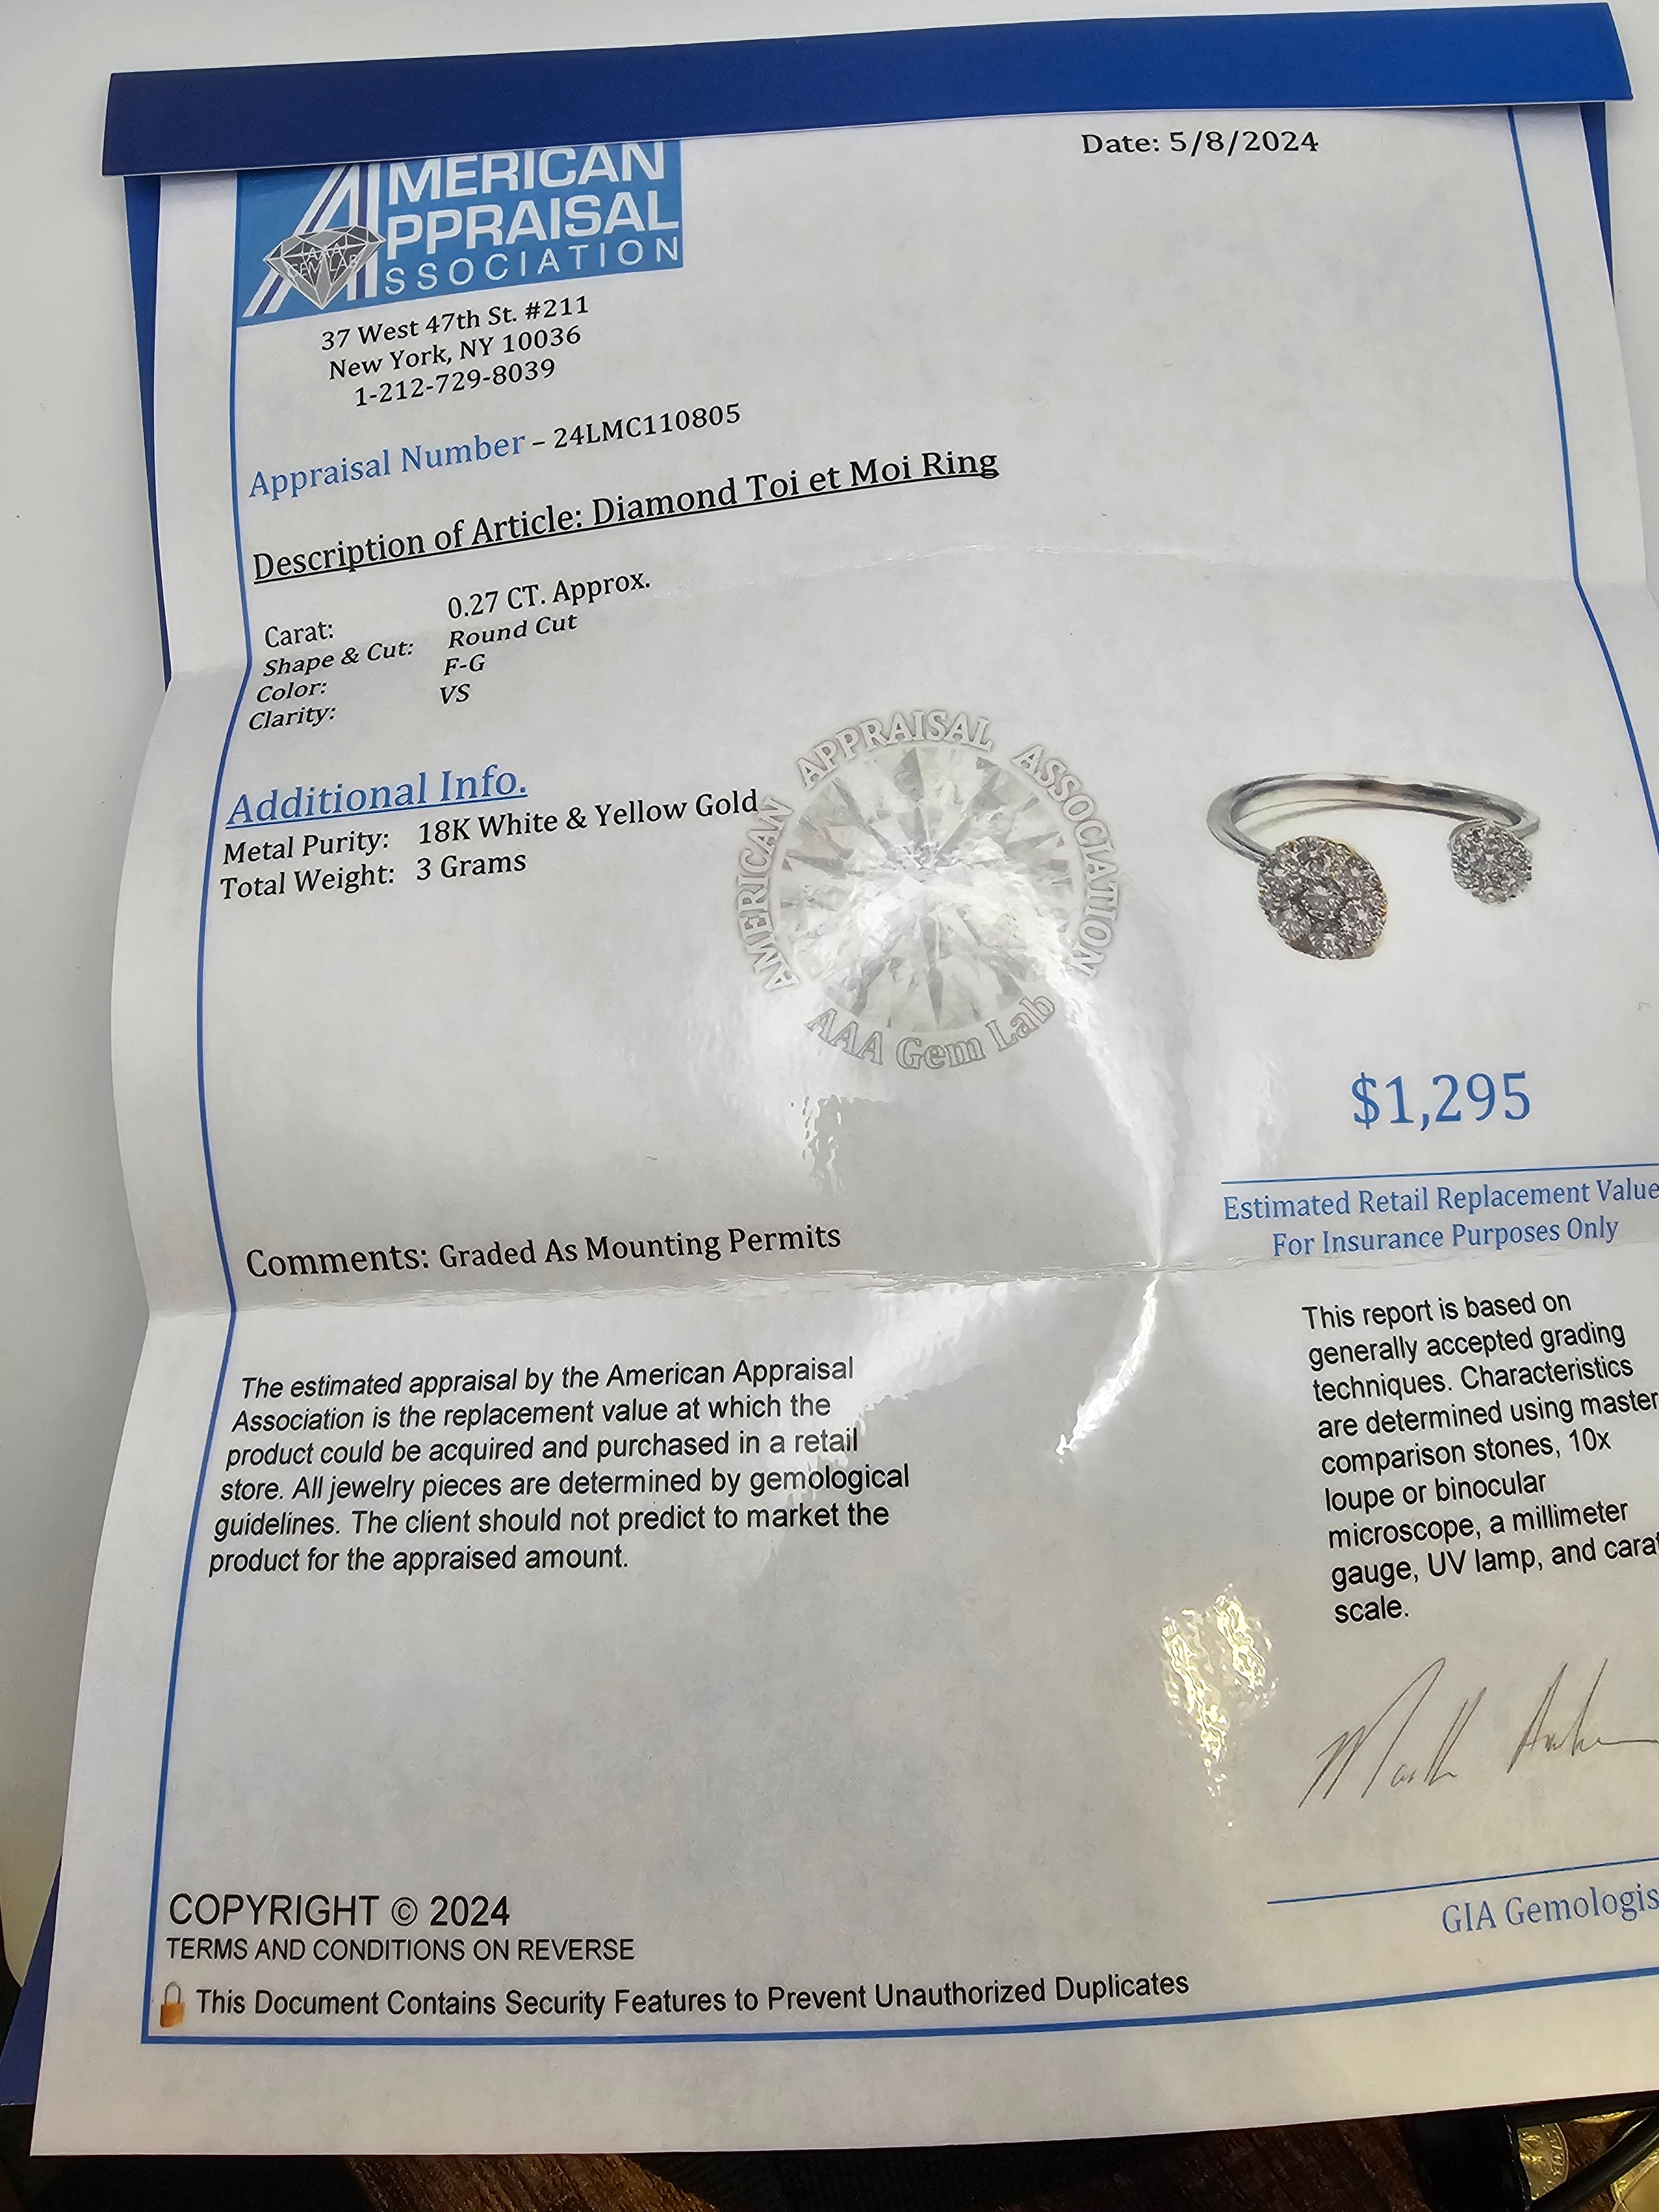 Date: 5/8/2024
AMERICAN
APPRAISAL
ASSOCIATION
AAA
GEM LAB
37 West 47th St. #211
New York, NY 10036
1-212-729-8039
Appraisal Number – 24LMC110805
Description of Article: Diamond Toi et Moi Ring
Carat: 0.27 CT. Approx.
Shape & Cut: Round Cut
Color: F-G
Clarity: VS
Additional Info.
Metal Purity: 18K White & Yellow Gold
Total Weight: 3 Grams
AMERICAN APPRAISAL ASSOCIATION
AAA Gem Lab
$1,295
Estimated Retail Replacement Value
For Insurance Purposes Only
Comments: Graded As Mounting Permits
The estimated appraisal by the American Appraisal
Association is the replacement value at which the
product could be acquired and purchased in a retail
store. All jewelry pieces are determined by gemological
guidelines. The client should not predict to market the
product for the appraised amount.
This report is based on
generally accepted grading
techniques. Characteristics
are determined using master
comparison stones, 10x
loupe or binocular
microscope, a millimeter
gauge, UV lamp, and carat
scale.
GIA Gemologis
COPYRIGHT © 2024
TERMS AND CONDITIONS ON REVERSE
This Document Contains Security Features to Prevent Unauthorized Duplicates